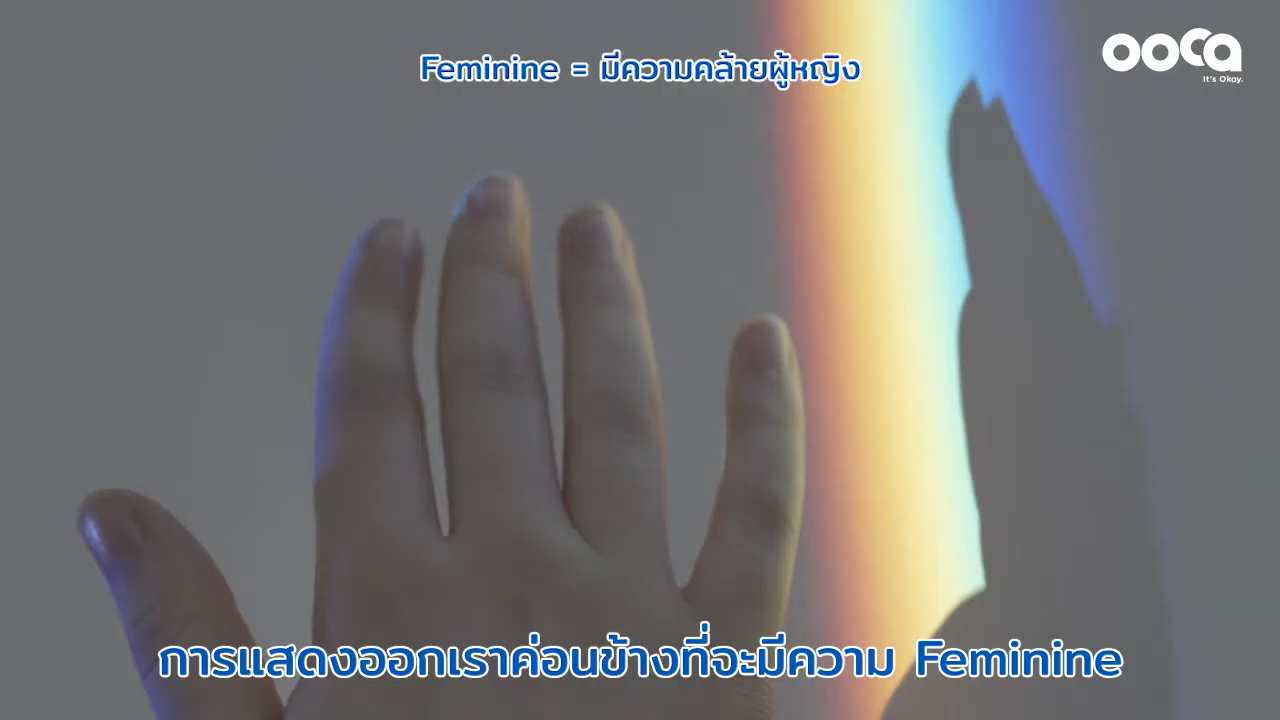 ooca
It's Okay.
Feminine = มีความคล้ายผู้หญิง
การแสดงออกเราค่อนข้างที่จะมีความ Feminine